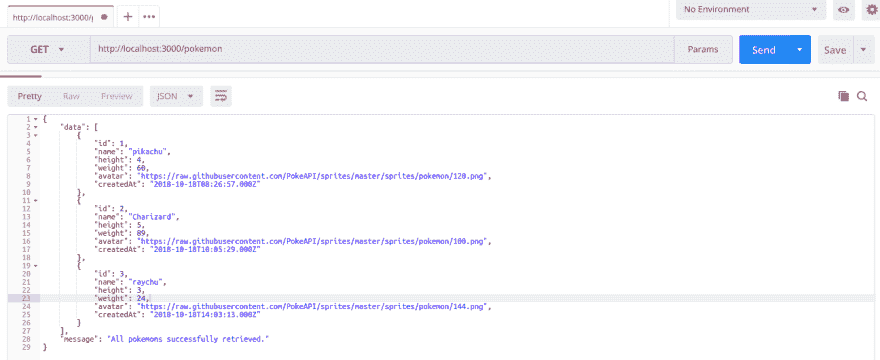 http://localhost:3000/p
No Environment
GET
http://localhost:3000/pokemon
Params
Send
Save
Pretty
Raw
Preview
JSON
1 {
2 "data": [
3 {
4 "id": 1,
5 "name": "pikachu",
6 "height": 4,
7 "weight": 60,
8 "avatar": "https://raw.githubusercontent.com/PokeAPI/sprites/master/sprites/pokemon/120.png",
9 "createdAt": "2018-10-18T08:26:57.000Z"
10 },
11 {
12 "id": 2,
13 "name": "Charizard",
14 "height": 5,
15 "weight": 89,
16 "avatar": "https://raw.githubusercontent.com/PokeAPI/sprites/master/sprites/pokemon/100.png",
17 "createdAt": "2018-10-18T10:05:29.000Z"
18 },
19 {
20 "id": 3,
21 "name": "raychu",
22 "height": 3,
23 "weight": 24,
24 "avatar": "https://raw.githubusercontent.com/PokeAPI/sprites/master/sprites/pokemon/144.png",
25 "createdAt": "2018-10-18T14:03:13.000Z"
26 }
27 ],
28 "message": "All pokemons successfully retrieved."
29 }